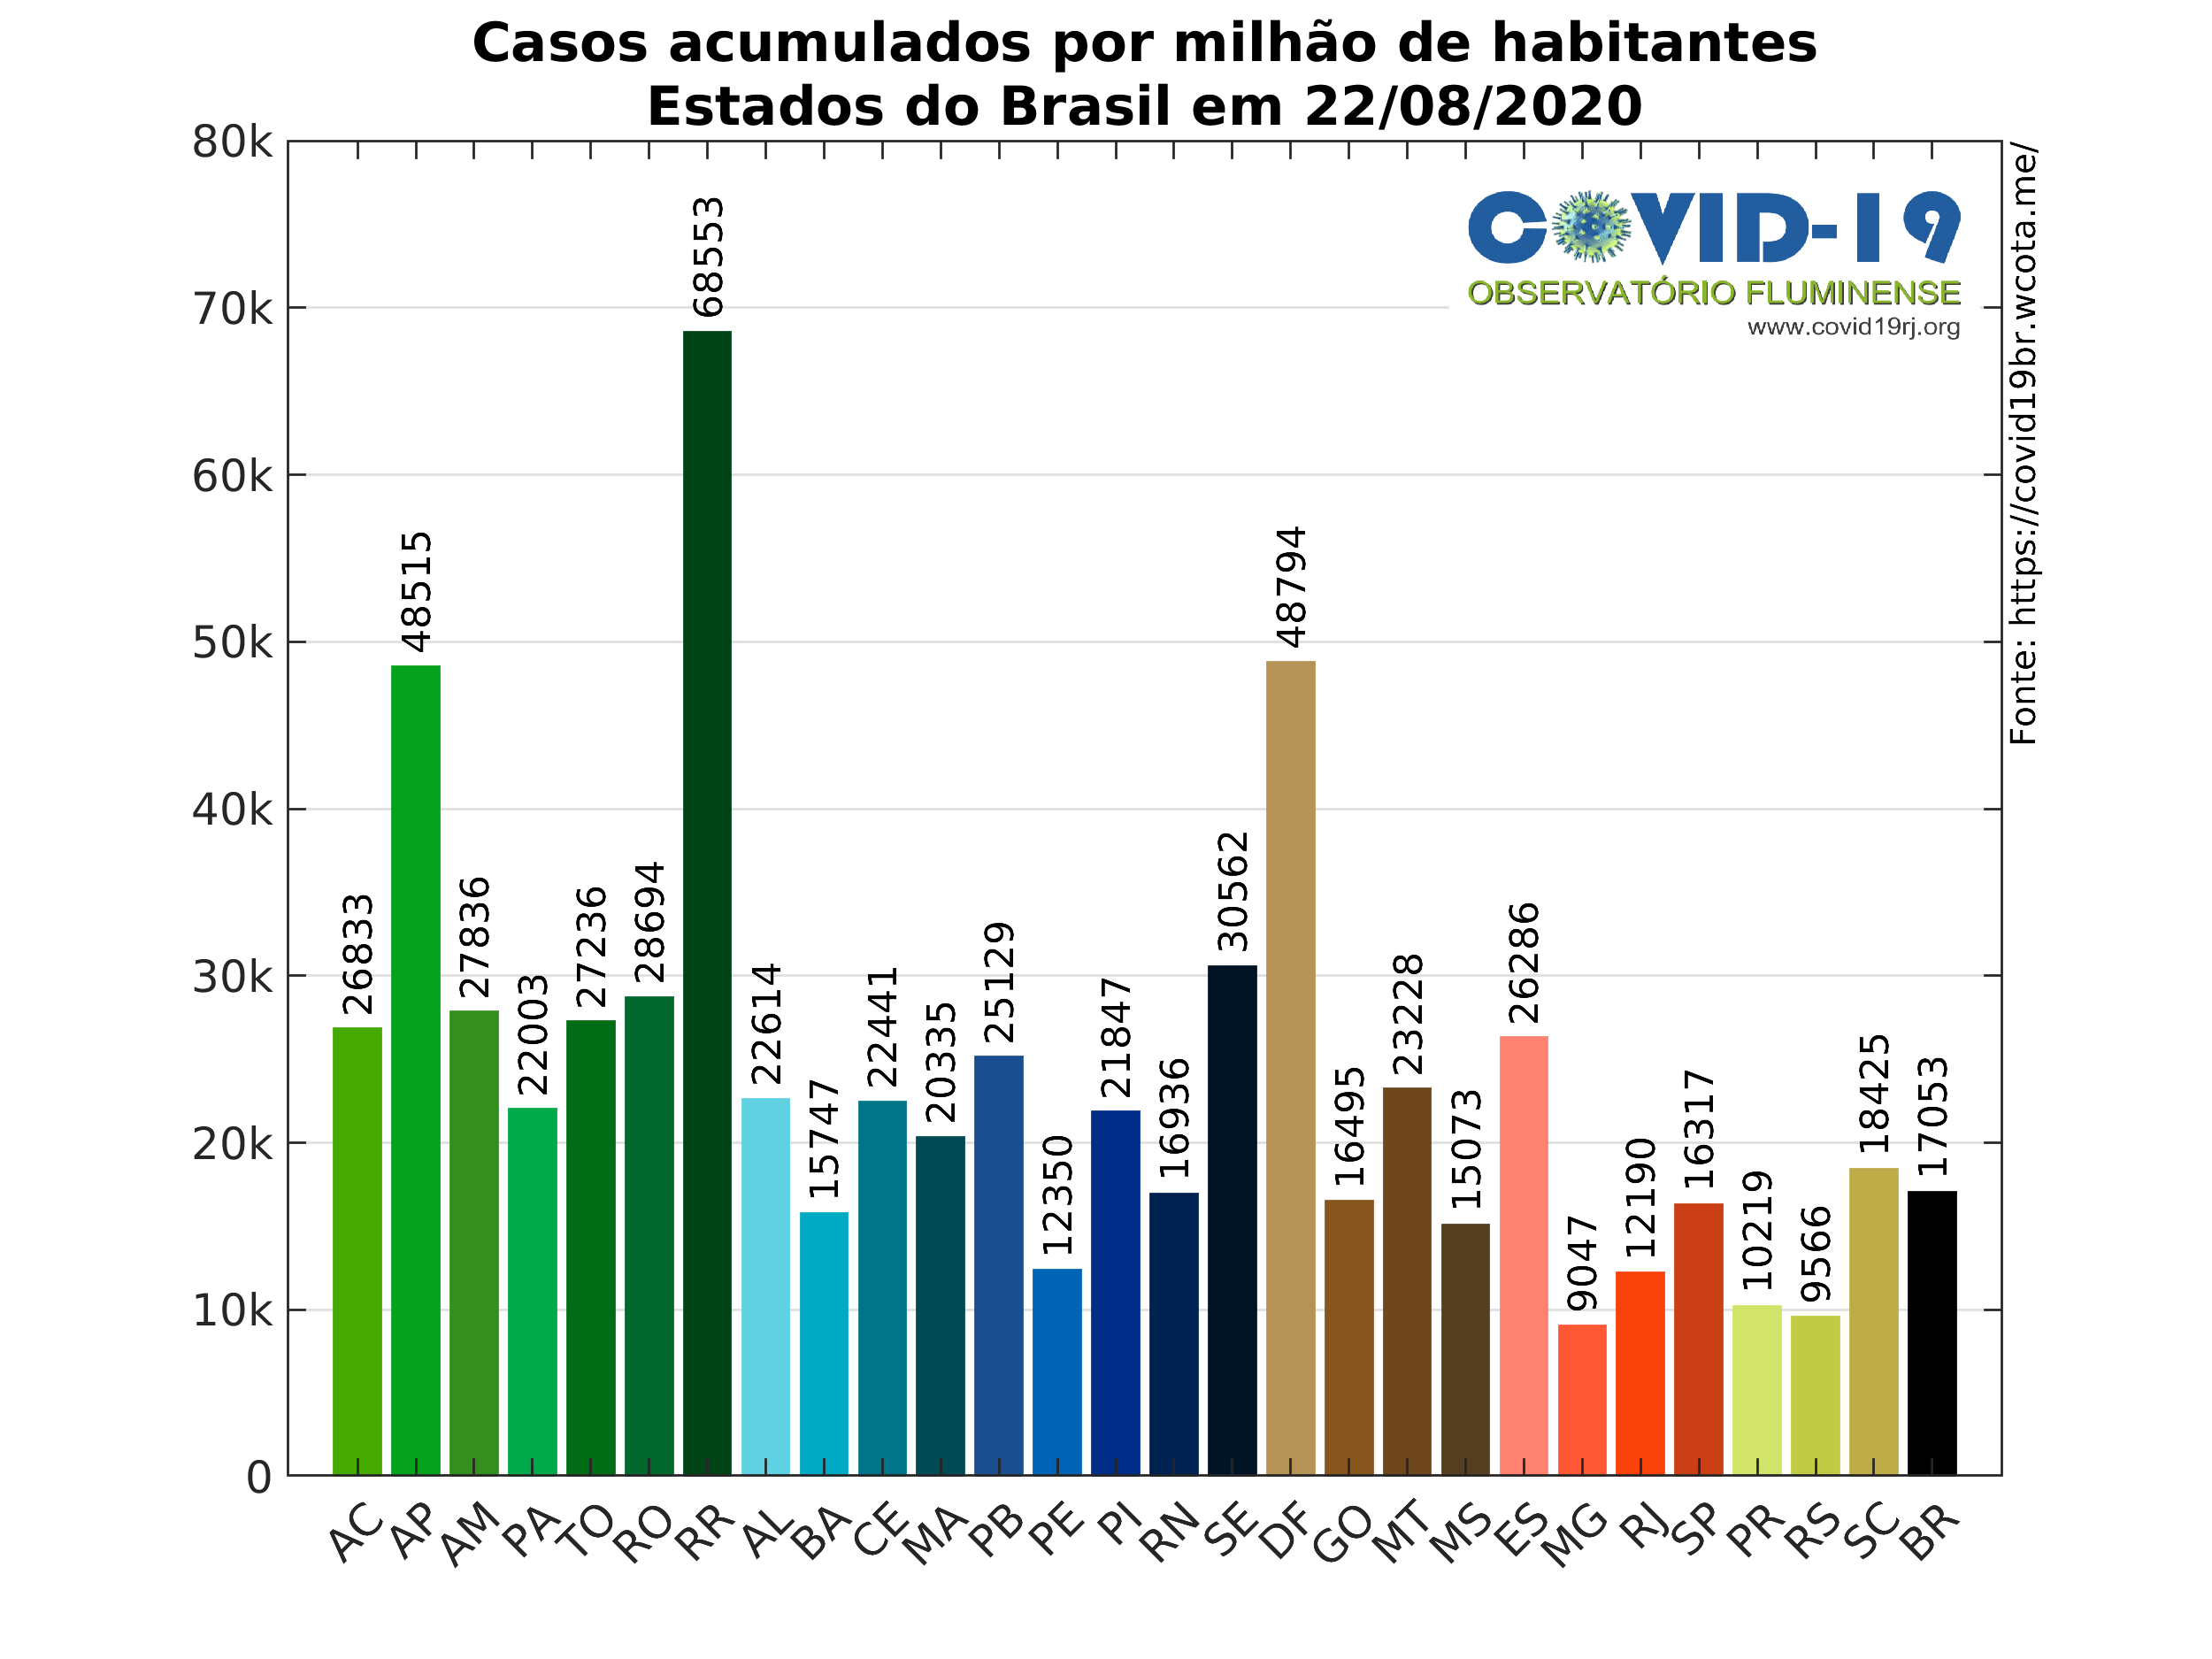 Casos acumulados por milhão de habitantes
Estados do Brasil em 22/08/2020
80k
70k
60k
50k
40k
30k
20k
10k
0
26833
48515
27836
22003
27236
28694
68553
22614
15747
22441
20335
25129
12350
21847
16936
30562
48794
16495
23228
15073
26286
9047
12190
16317
10219
9566
18425
17053
AC
AP
AM
PA
TO
RO
RR
AL
BA
CE
MA
PB
PE
PI
RN
SE
DF
GO
MT
MS
ES
MG
RJ
SP
PR
RS
SC
BR
COVID-19
OBSERVATÓRIO FLUMINENSE
www.covid19rj.org
Fonte: https://covid19br.wcota.me/